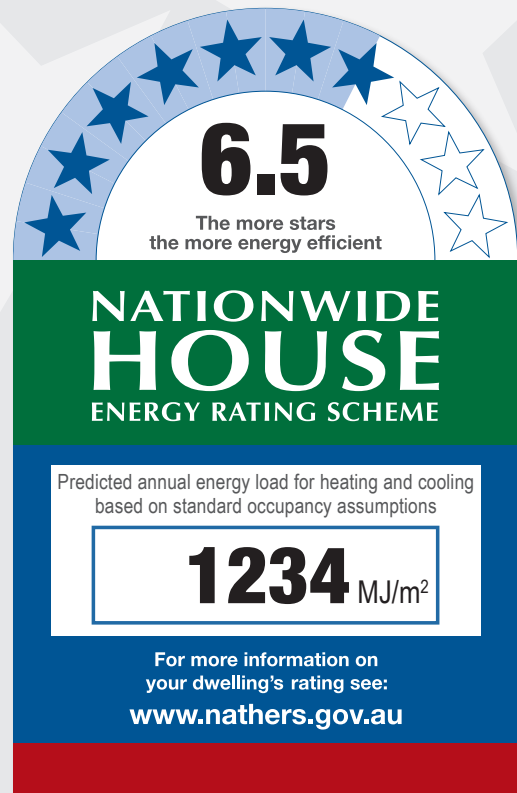 6.5
The more stars
the more energy efficient
NATIONWIDE
HOUSE
ENERGY RATING SCHEME
Predicted annual energy load for heating and cooling
based on standard occupancy assumptions
1234 MJ/m²
For more information on
your dwelling's rating see:
www.nathers.gov.au